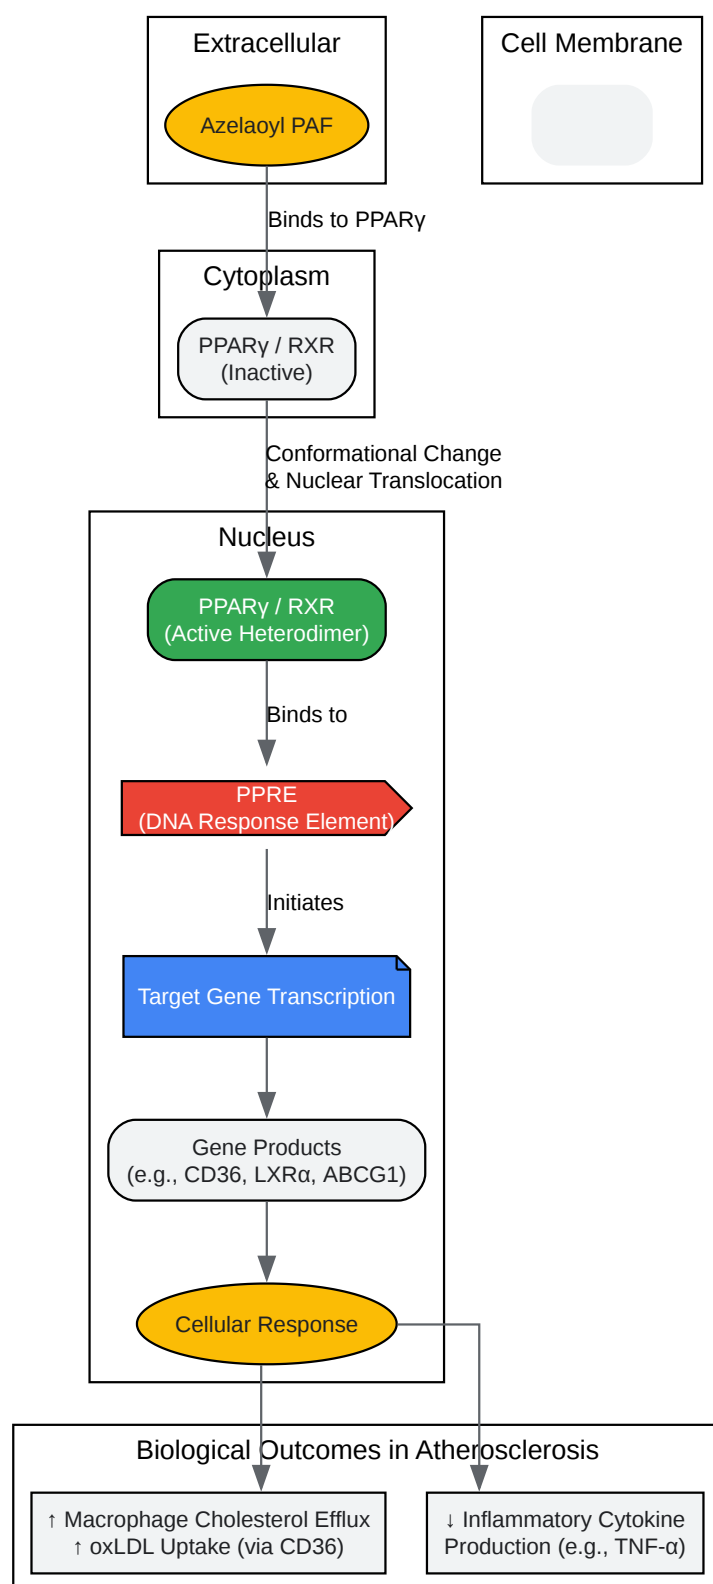 Extracellular
Cell Membrane
Azelaoyl PAF
Binds to PPARγ
Cytoplasm
PPARγ / RXR
(Inactive)
Conformational Change
& Nuclear Translocation
Nucleus
PPARγ / RXR
(Active Heterodimer)
Binds to
PPRE
(DNA Response Element)
Initiates
Target Gene Transcription
Gene Products
(e.g., CD36, LXRα, ABCG1)
Cellular Response
Biological Outcomes in Atherosclerosis
↑ Macrophage Cholesterol Efflux
↑ oxLDL Uptake (via CD36)
↓ Inflammatory Cytokine
Production (e.g., TNF-α)